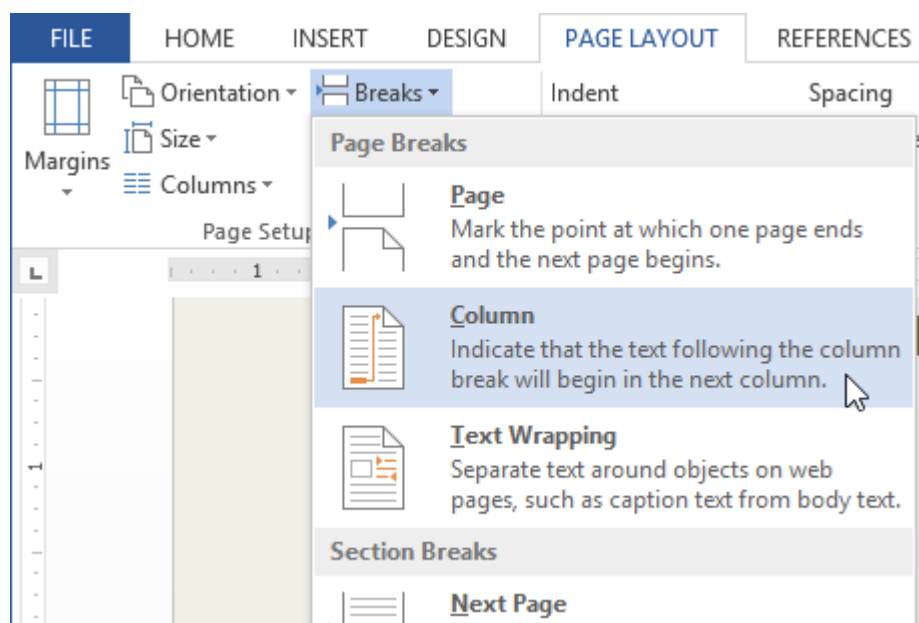 FILE HOME INSERT DESIGN PAGE LAYOUT REFERENCES
Orientation Breaks Indent Spacing
Size
Margins
Columns
Page Setup
Page Breaks
Page
Mark the point at which one page ends
and the next page begins.
L 1
Column
Indicate that the text following the column
break will begin in the next column.
Text Wrapping
Separate text around objects on web
pages, such as caption text from body text.
1
Section Breaks
Next Page